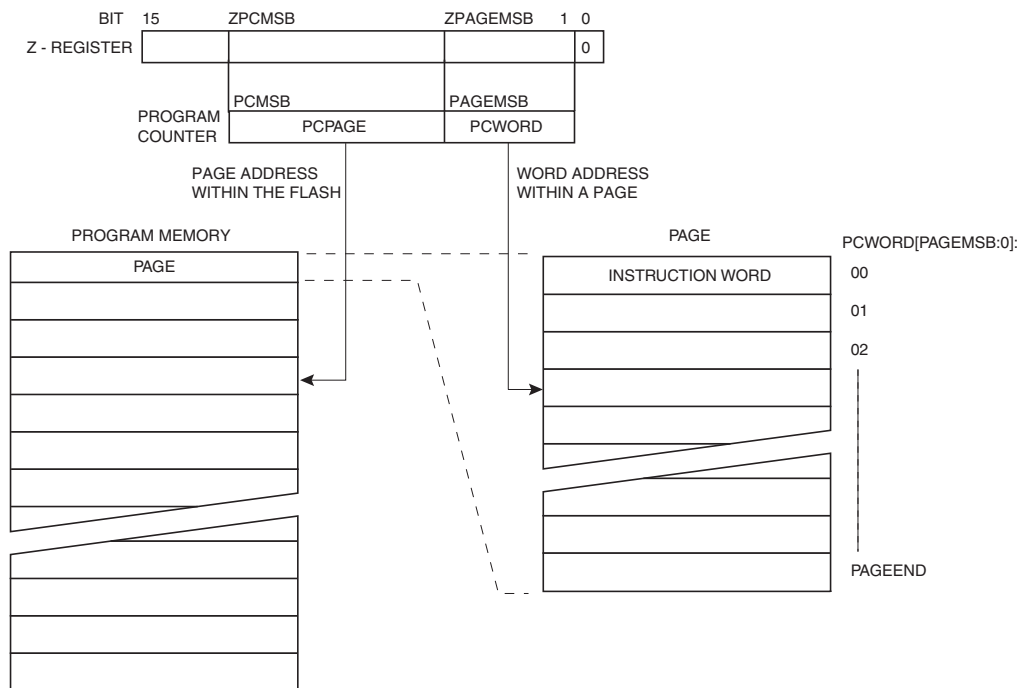 BIT 15 ZPCMSB ZPAGEMSB 1 0
Z - REGISTER 0
PCMSB PAGEMSB
PROGRAM
COUNTER
PCPAGE PCWORD
PAGE ADDRESS
WITHIN THE FLASH
WORD ADDRESS
WITHIN A PAGE
PROGRAM MEMORY
PAGE
PAGE
PCWORD[PAGEMSB:0]:
INSTRUCTION WORD 00
01
02
PAGEEND